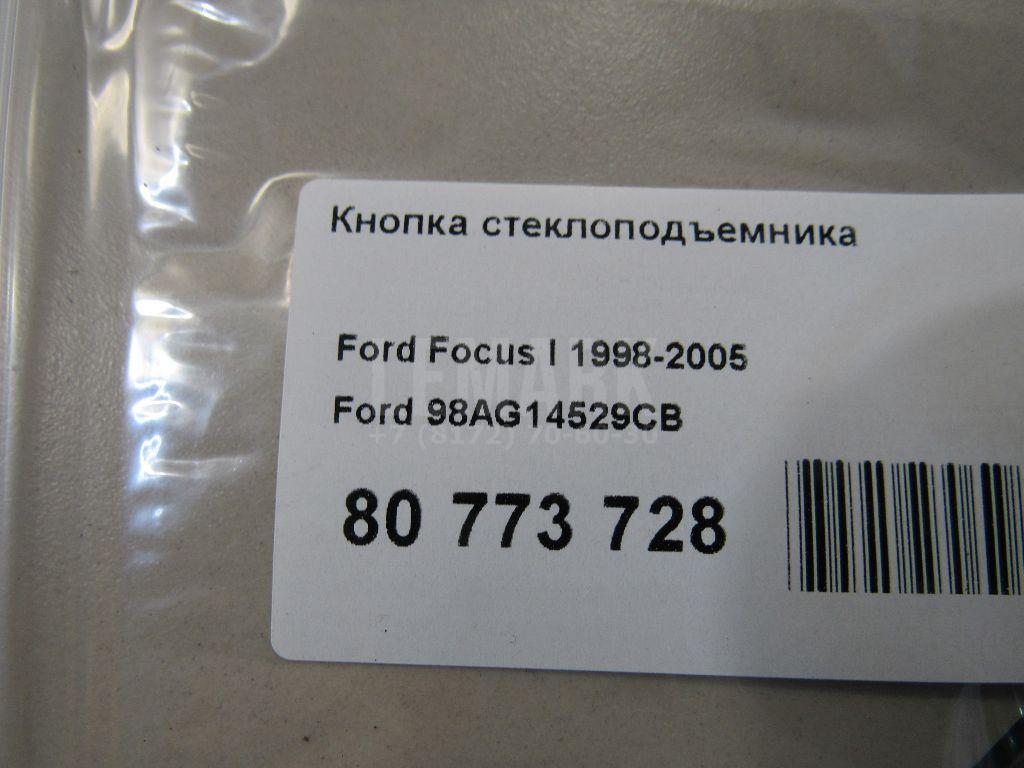 Кнопка стеклоподъемника
Ford Focus I 1998-2005
Ford 98AG14529CB
80 773 728